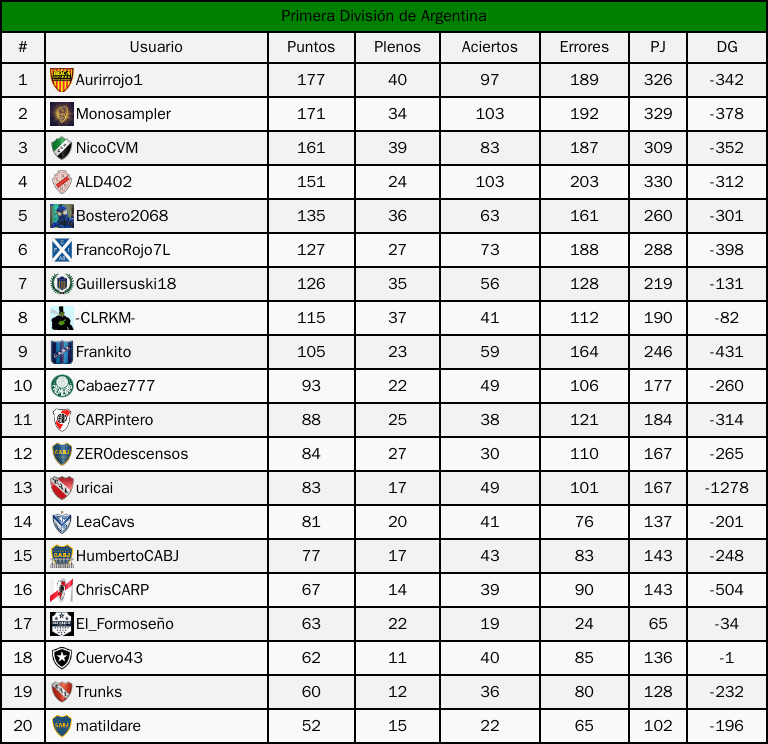 Primera División de Argentina
# Usuario Puntos Plenos Aciertos Errores PJ DG
1 Aurirrojo1 177 40 97 189 326 -342
2 Monosampler 171 34 103 192 329 -378
3 NicoCVM 161 39 83 187 309 -352
4 ALD402 151 24 103 203 330 -312
5 Bostero2068 135 36 63 161 260 -301
6 FrancoRojo7L 127 27 73 188 288 -398
7 Guillersuski18 126 35 56 128 219 -131
8 -CLRKM- 115 37 41 112 190 -82
9 Frankito 105 23 59 164 246 -431
10 Cabaez777 93 22 49 106 177 -260
11 CARPintero 88 25 38 121 184 -314
12 ZER0descensos 84 27 30 110 167 -265
13 uricai 83 17 49 101 167 -1278
14 LeaCavs 81 20 41 76 137 -201
15 HumbertoCABJ 77 17 43 83 143 -248
16 ChrisCARP 67 14 39 90 143 -504
17 El_Formoseño 63 22 19 24 65 -34
18 Cuervo43 62 11 40 85 136 -1
19 Trunks 60 12 36 80 128 -232
20 matildare 52 15 22 65 102 -196